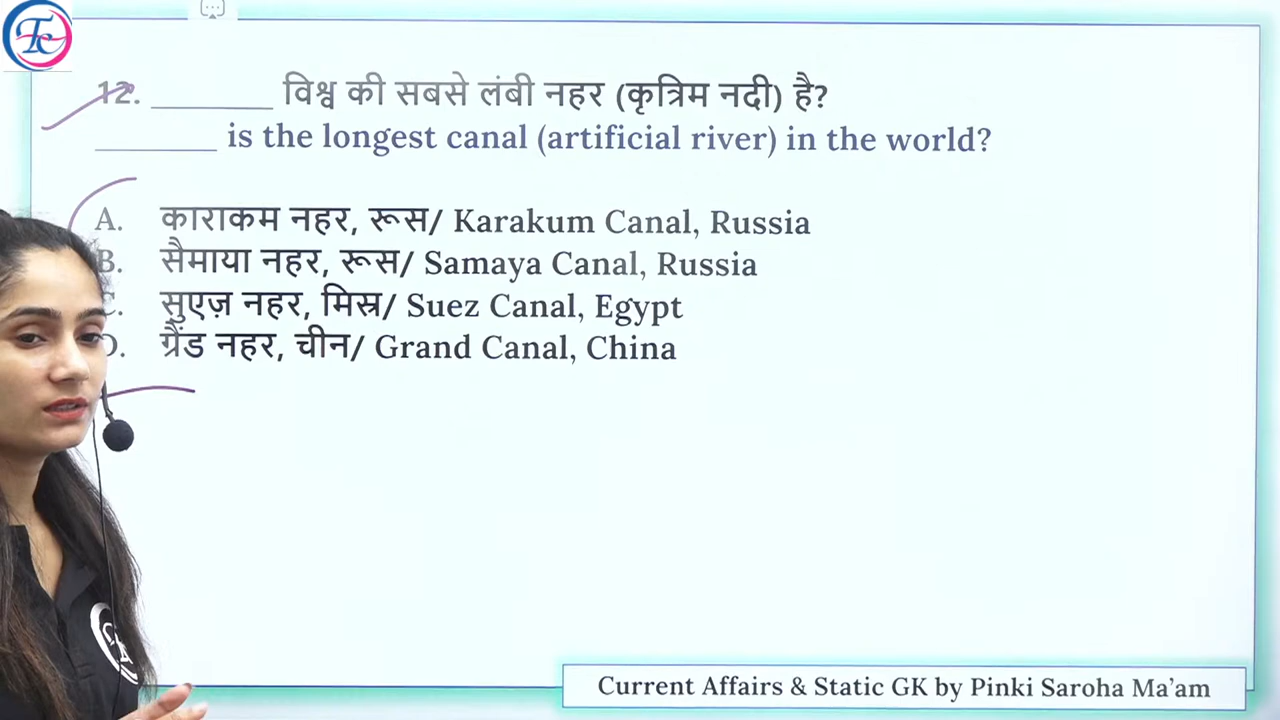 Tc
12. ________ विश्व की सबसे लंबी नहर (कृत्रिम नदी) है?
________ is the longest canal (artificial river) in the world?
A. काराकम नहर, रूस/ Karakum Canal, Russia
B. सैमाया नहर, रूस/ Samaya Canal, Russia
C. सुएज़ नहर, मिस्र/ Suez Canal, Egypt
D. ग्रैंड नहर, चीन/ Grand Canal, China
Current Affairs & Static GK by Pinki Saroha Ma'am